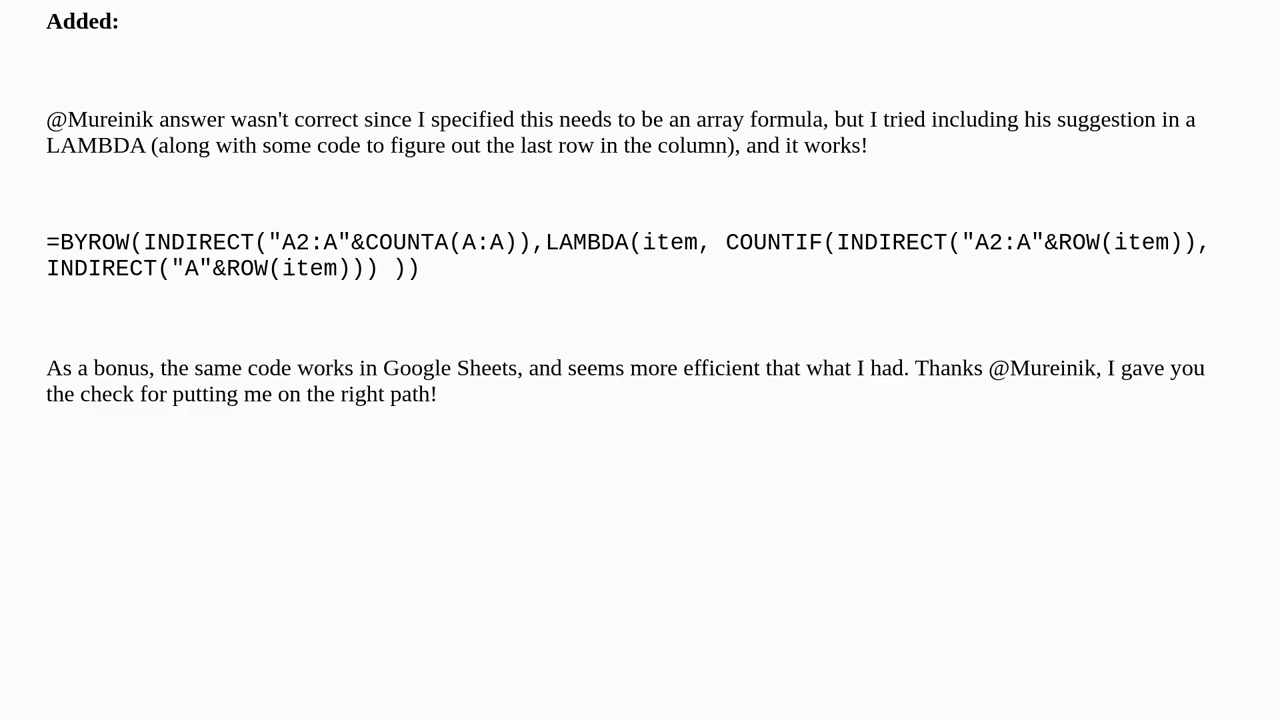 Added:
@Mureinik answer wasn't correct since I specified this needs to be an array formula, but I tried including his suggestion in a
LAMBDA (along with some code to figure out the last row in the column), and it works!
=BYROW(INDIRECT("A2:A"&COUNTA(A:A)),LAMBDA(item, COUNTIF(INDIRECT("A2:A"&ROW(item)),
INDIRECT("A"&ROW(item))) ))
As a bonus, the same code works in Google Sheets, and seems more efficient that what I had. Thanks @Mureinik, I gave you
the check for putting me on the right path!